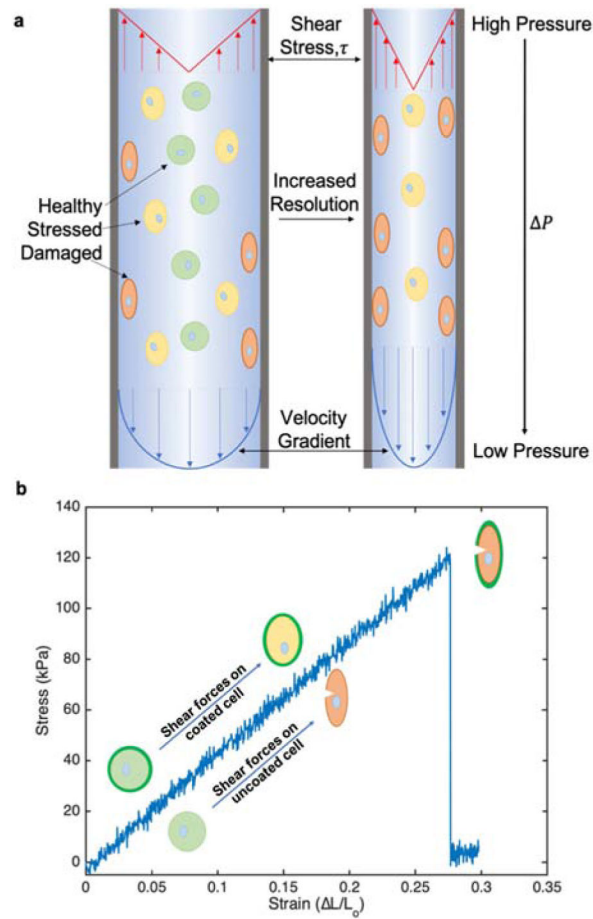 a
Shear
Stress,τ
High Pressure
Healthy
Stressed
Damaged
Increased
Resolution
ΔP
Velocity
Gradient
Low Pressure
b
140
120
100
80
60
40
20
0
Stress (kPa)
Shear forces on
coated cell
Shear forces on
uncoated cell
0
0.05
0.1
0.15
0.2
0.25
0.3
0.35
Strain (ΔL/Lo)